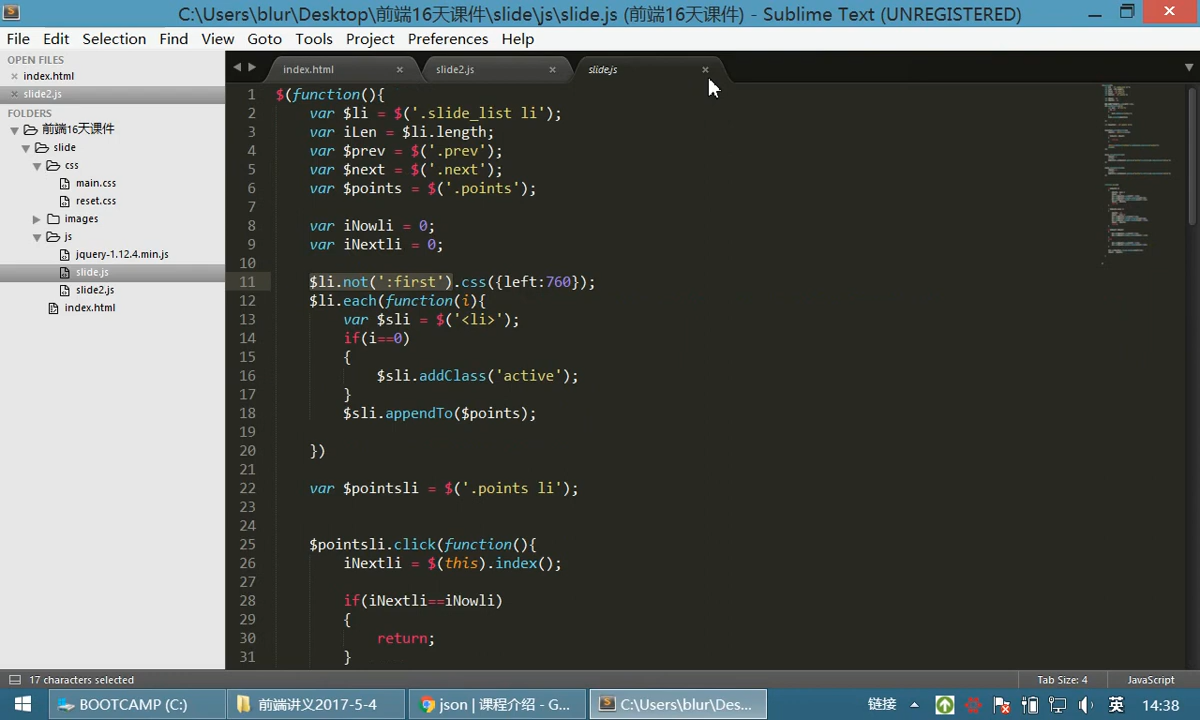 C:\Users\blur\Desktop\前端16天课件\slide\js\slide.js (前端16天课件) - Sublime Text (UNREGISTERED)
File Edit Selection Find View Goto Tools Project Preferences Help
OPEN FILES
index.html
slide2.js
FOLDERS
前端16天课件
slide
css
main.css
reset.css
images
js
jquery-1.12.4.min.js
slide.js
slide2.js
index.html
index.html slide2.js slide.js
1 $(function(){
2 var $li = $('.slide_list li');
3 var iLen = $li.length;
4 var $prev = $('.prev');
5 var $next = $('.next');
6 var $points = $('.points');
7
8 var iNowli = 0;
9 var iNextli = 0;
10
11 $li.not(':first').css({left:760});
12 $li.each(function(i){
13 var $sli = $('<li>');
14 if(i==0)
15 {
16 $sli.addClass('active');
17 }
18 $sli.appendTo($points);
19
20 })
21
22 var $pointsli = $('.points li');
23
24
25 $pointsli.click(function(){
26 iNextli = $(this).index();
27
28 if(iNextli==iNowli)
29 {
30 return;
31 }
17 characters selected Tab Size: 4 JavaScript
BOOTCAMP (C:) 前端讲义2017-5-4 json | 课程介绍 - G... C:\Users\blur\Des... 链接 英 14:38